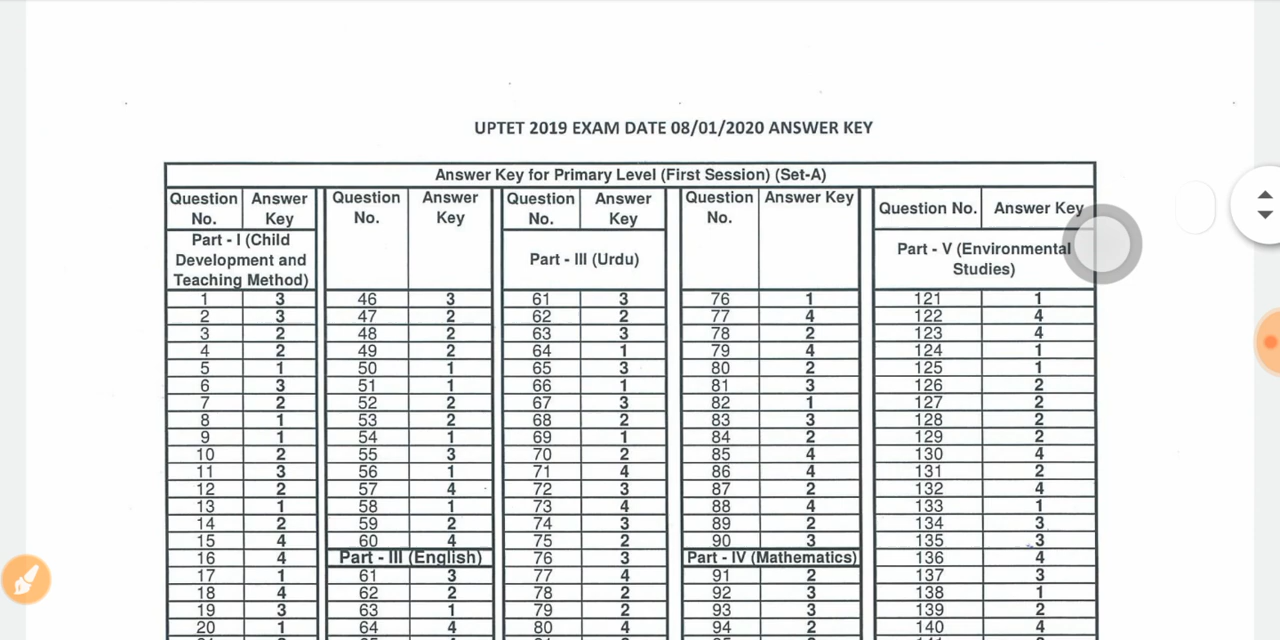 UPTET 2019 EXAM DATE 08/01/2020 ANSWER KEY
Answer Key for Primary Level (First Session) (Set-A)
Question No. Answer Key Question No. Answer Key Question No. Answer Key Question No. Answer Key Question No. Answer Key
Part - I (Child Development and Teaching Method) Part - III (Urdu) Part - V (Environmental Studies)
1 3 46 3 61 3 76 1 121 1
2 3 47 2 62 2 77 4 122 4
3 2 48 2 63 3 78 2 123 4
4 2 49 2 64 1 79 4 124 1
5 1 50 1 65 3 80 2 125 1
6 3 51 1 66 1 81 3 126 2
7 2 52 2 67 3 82 1 127 2
8 1 53 2 68 2 83 3 128 2
9 1 54 1 69 1 84 2 129 2
10 2 55 3 70 2 85 4 130 4
11 3 56 1 71 4 86 4 131 2
12 2 57 4 72 3 87 2 132 4
13 1 58 1 73 4 88 4 133 1
14 2 59 2 74 3 89 2 134 3
15 4 60 4 75 2 90 3 135 3
16 4 Part - III (English) 76 3 Part - IV (Mathematics) 136 4
17 1 61 3 77 4 91 2 137 3
18 4 62 2 78 2 92 3 138 1
19 3 63 1 79 2 93 3 139 2
20 1 64 4 80 4 94 2 140 4